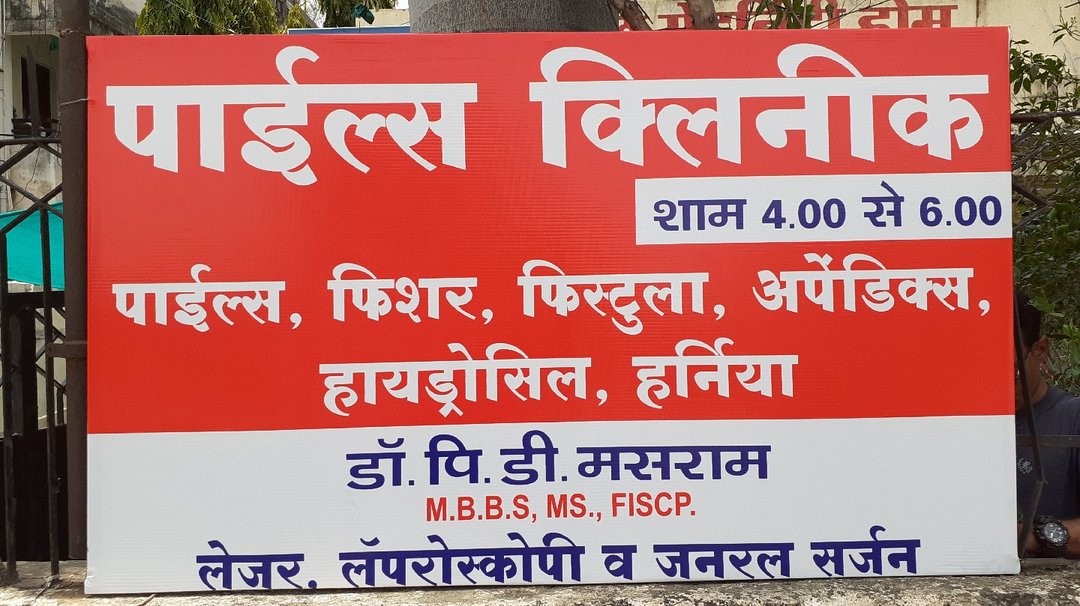 पाईल्स क्लिनीक
शाम 4.00 से 6.00
पाईल्स, फिशर, फिस्टुला, अपेंडिक्स,
हायड्रोसिल, हर्निया
डॉ. पि. डी. मसराम
M.B.B.S, MS., FISCP.
लेजर, लॅपरोस्कोपी व जनरल सर्जन